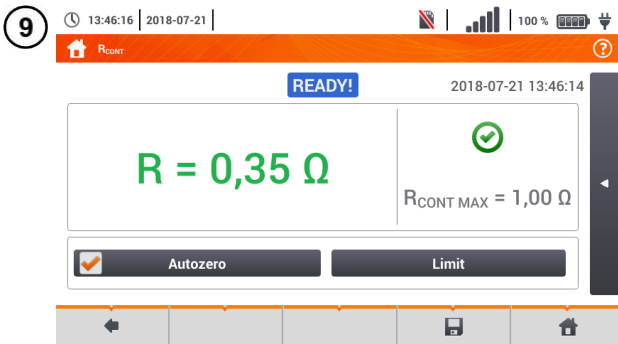 9
13:46:16 2018-07-21 100 %
RCONT ?
READY! 2018-07-21 13:46:14
R = 0,35 Ω
RCONT MAX = 1,00 Ω
Autozero Limit